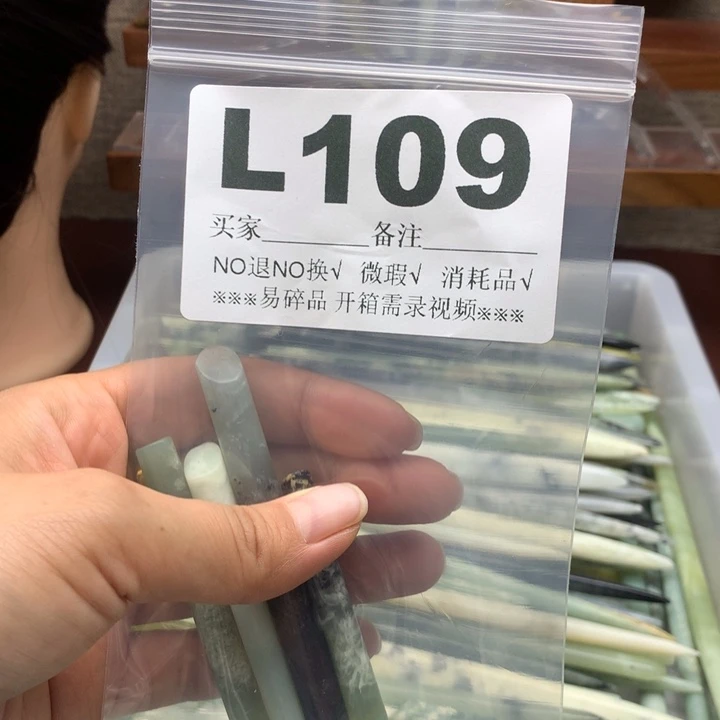 L109
买家________备注________
NO退NO换√ 微瑕√ 消耗品√
※※※易碎品 开箱需录视频※※※